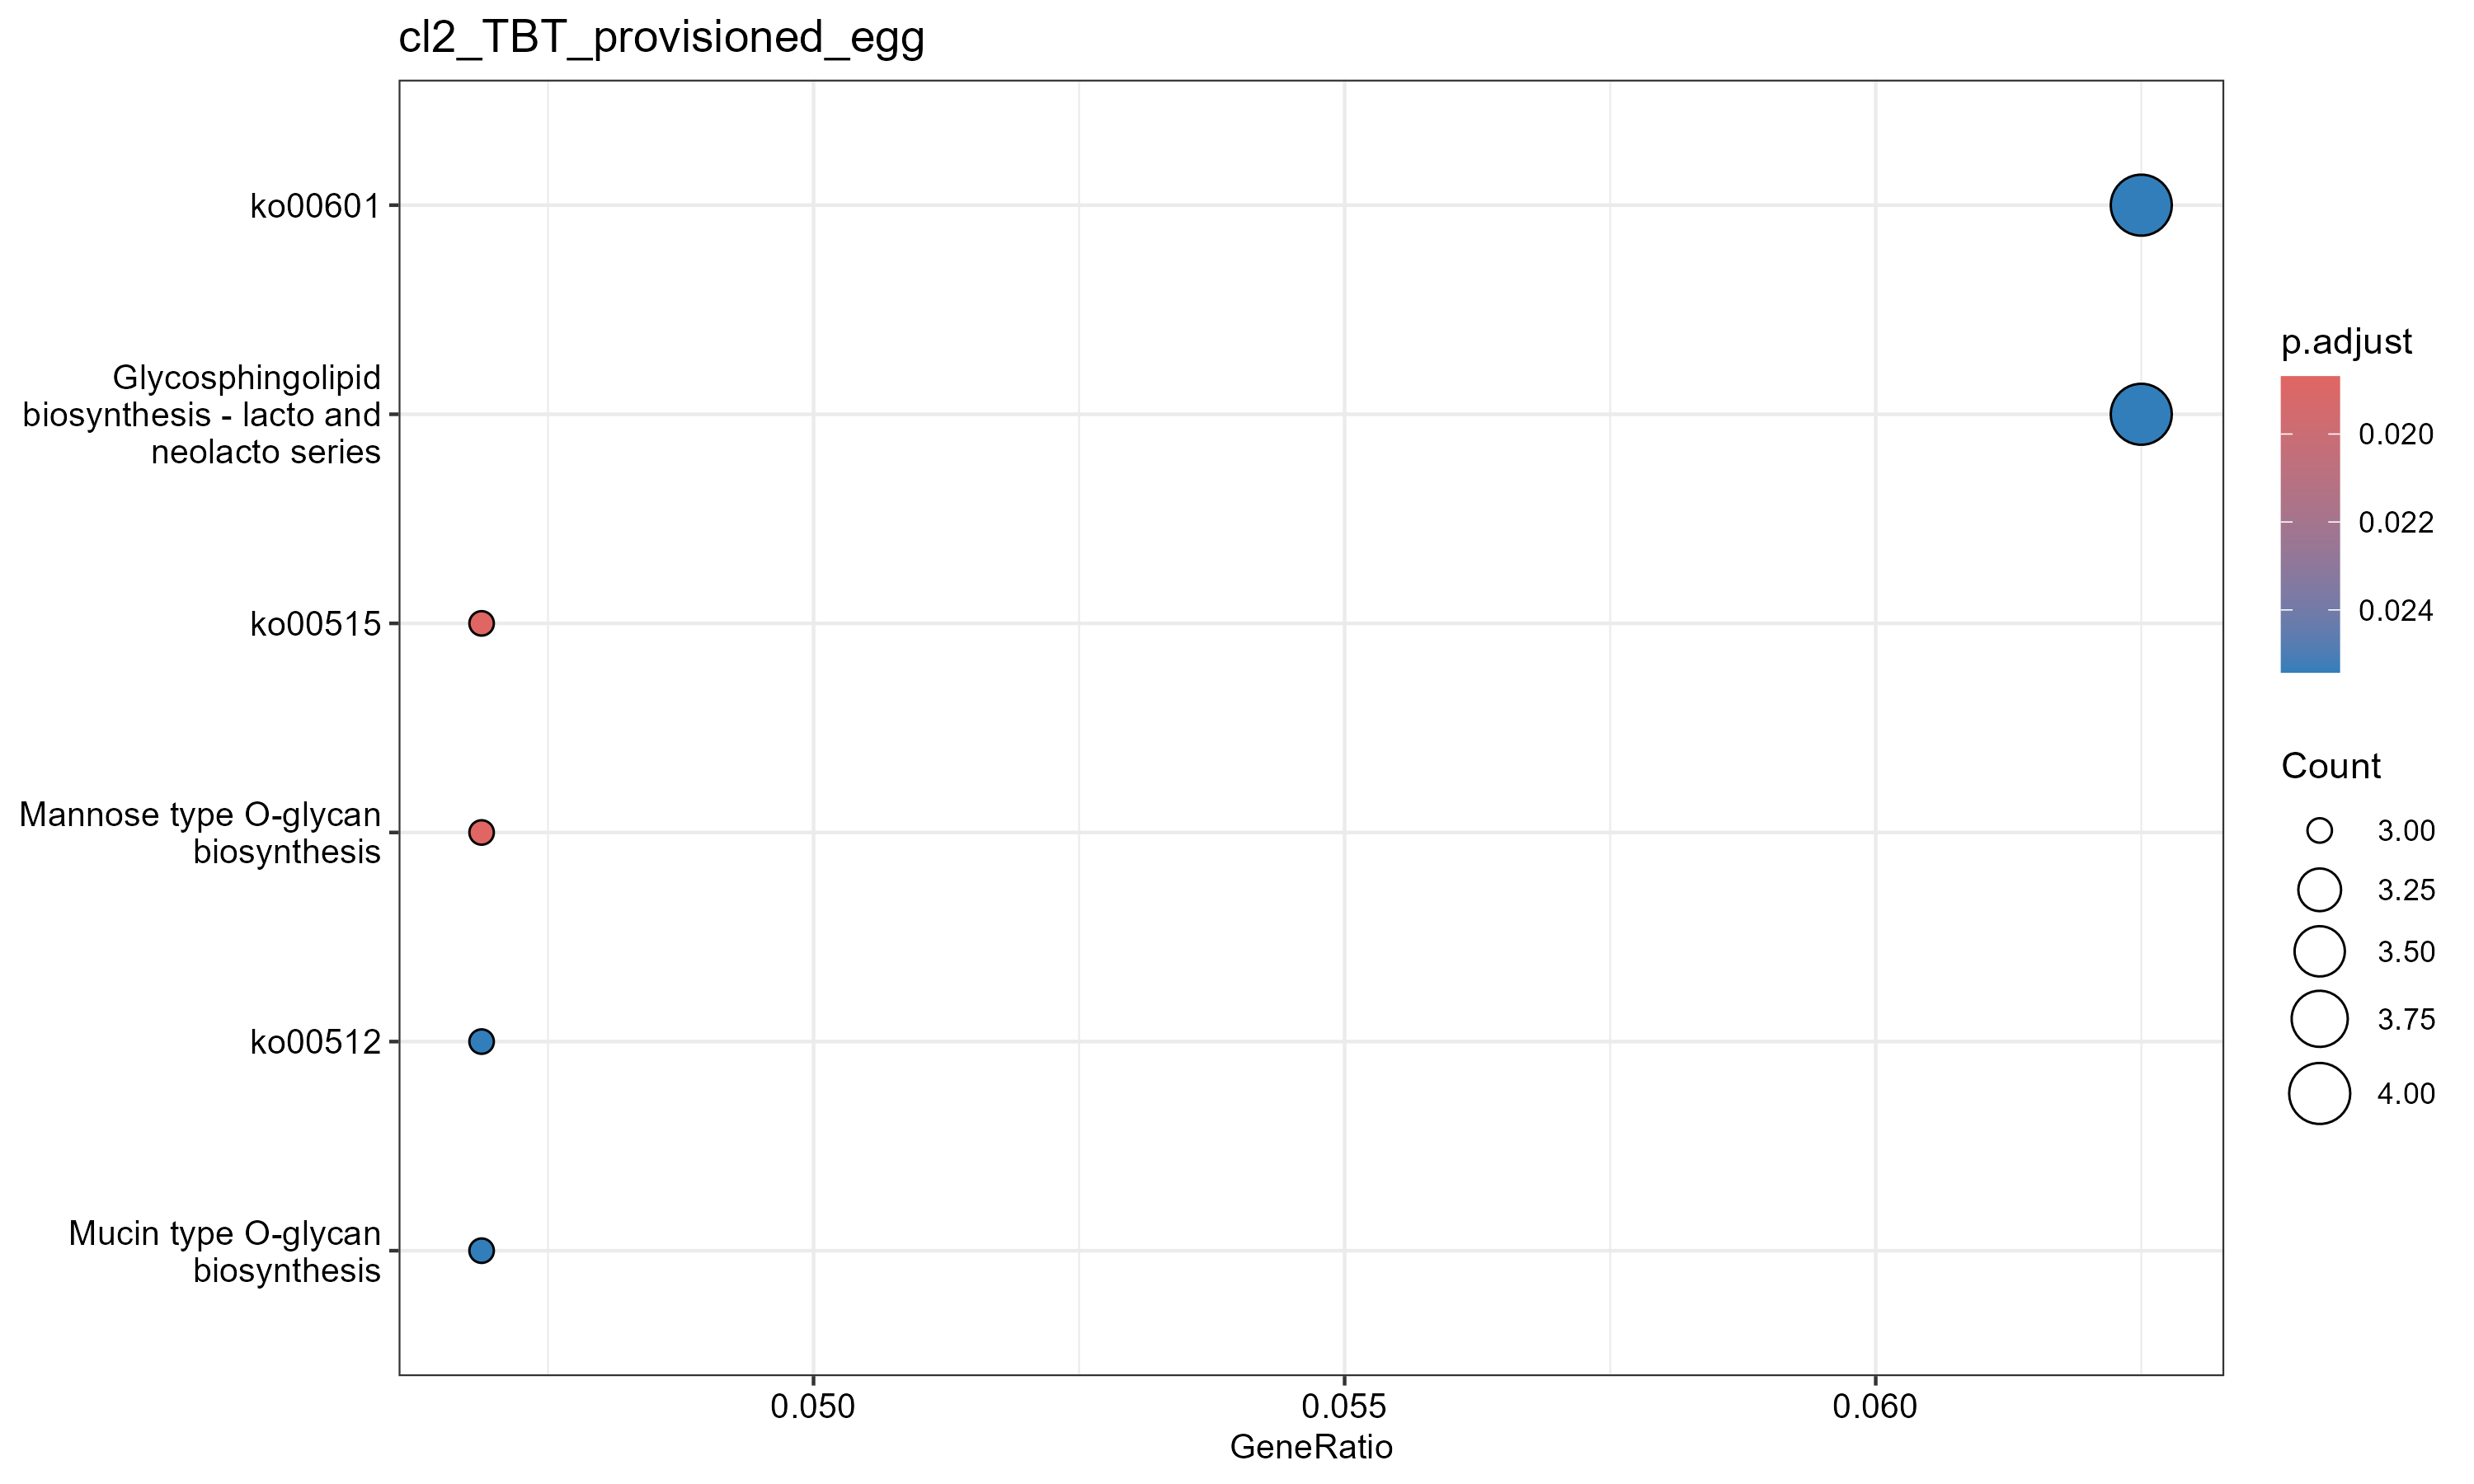 cl2_TBT_provisioned_egg
ko00601
Glycosphingolipid
biosynthesis - lacto and
neolacto series
ko00515
Mannose type O-glycan
biosynthesis
ko00512
Mucin type O-glycan
biosynthesis
0.050
0.055
0.060
GeneRatio
p.adjust
0.020
0.022
0.024
Count
3.00
3.25
3.50
3.75
4.00